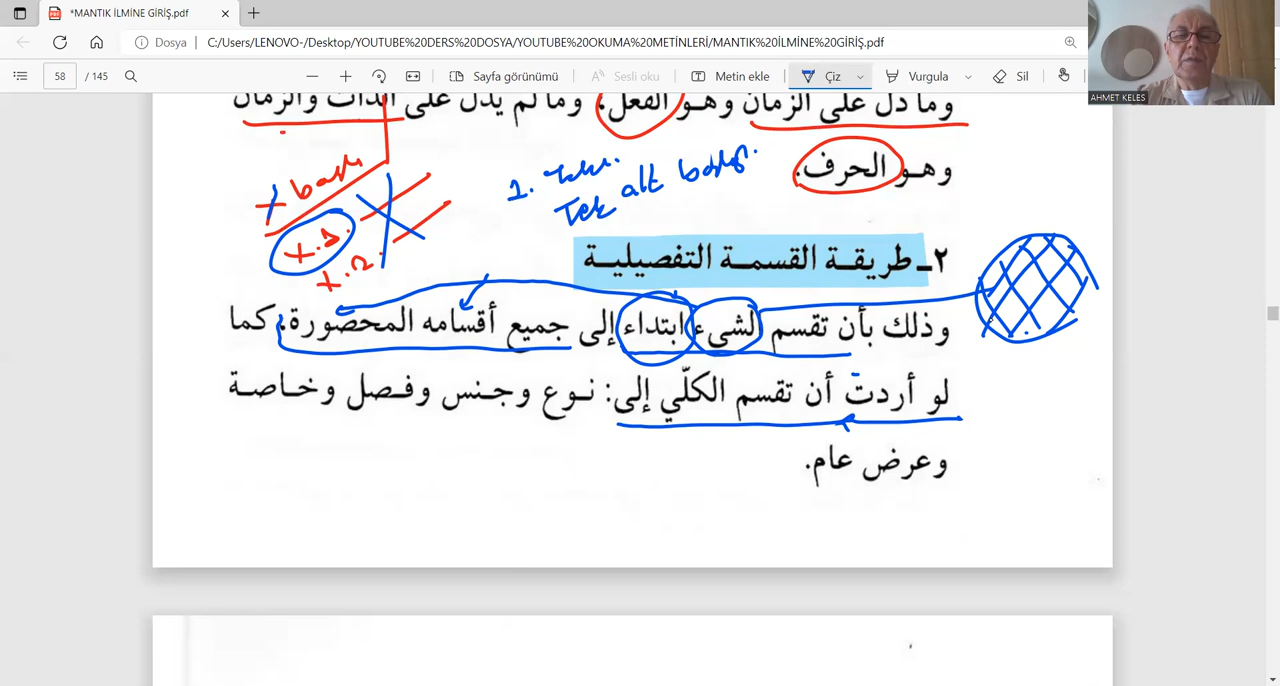 *MANTIK İLMİNE GİRİŞ.pdf
Dosya
C:/Users/LENOVO-/Desktop/YOUTUBE%20DERS%20DOSYA/YOUTUBE%20OKUMA%20METINLERI/MANTIK%20İLMİNE%20GİRİŞ.pdf
58 / 145
Sayfa görünümü
Sesli oku
Metin ekle
Çiz
Vurgula
Sil
AHMET KELES
وما دل على الزمان وهو الفعل. وما لم يدل على الذات والزمان
وهو الحرف.
1.
Tek alt başlığı.
٢ـ طريقة القسمة التفصيلية
وذلك بأن تقسم الشيء ابتداء إلى جميع أقسامه المحصورة. كما
لو أردت أن تقسم الكلّي إلى: نوع وجنس وفصل وخاصة
وعرض عام.